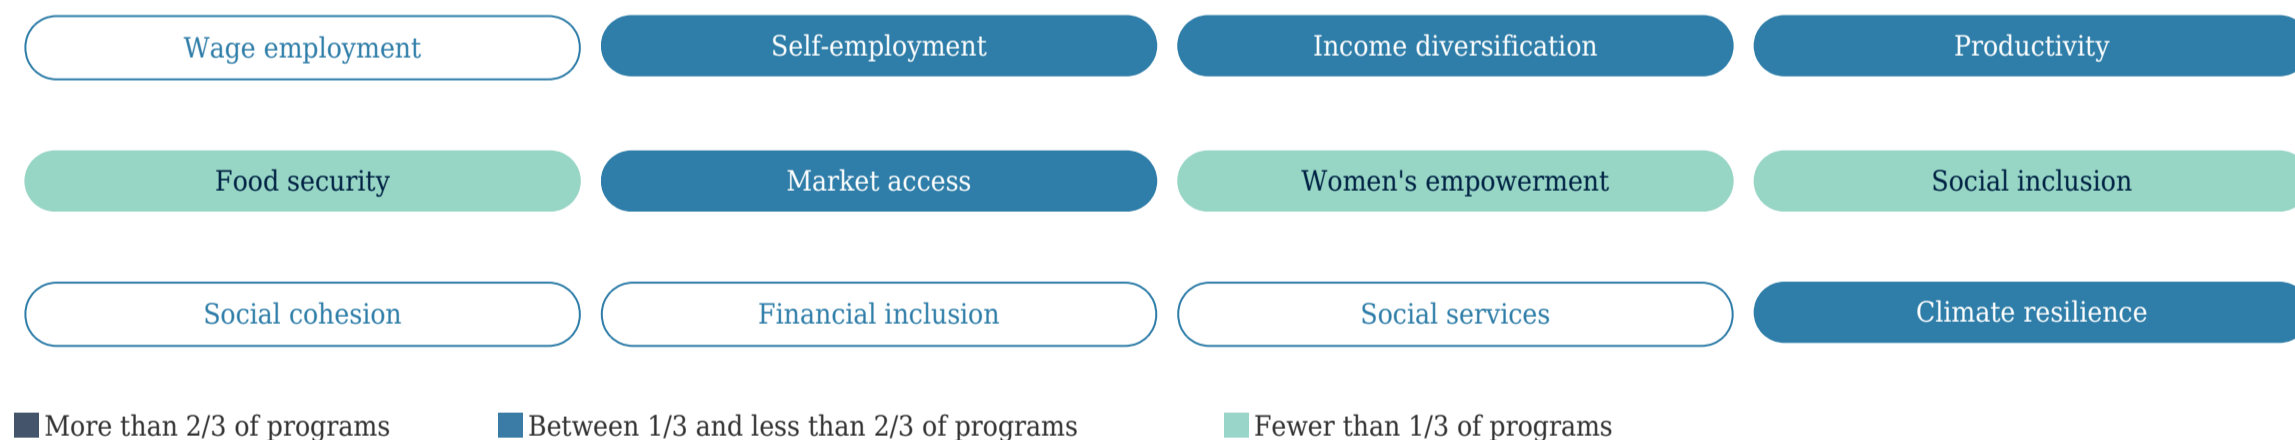 Wage employment
Self-employment
Income diversification
Productivity
Food security
Market access
Women's empowerment
Social inclusion
Social cohesion
Financial inclusion
Social services
Climate resilience
More than 2/3 of programs
Between 1/3 and less than 2/3 of programs
Fewer than 1/3 of programs